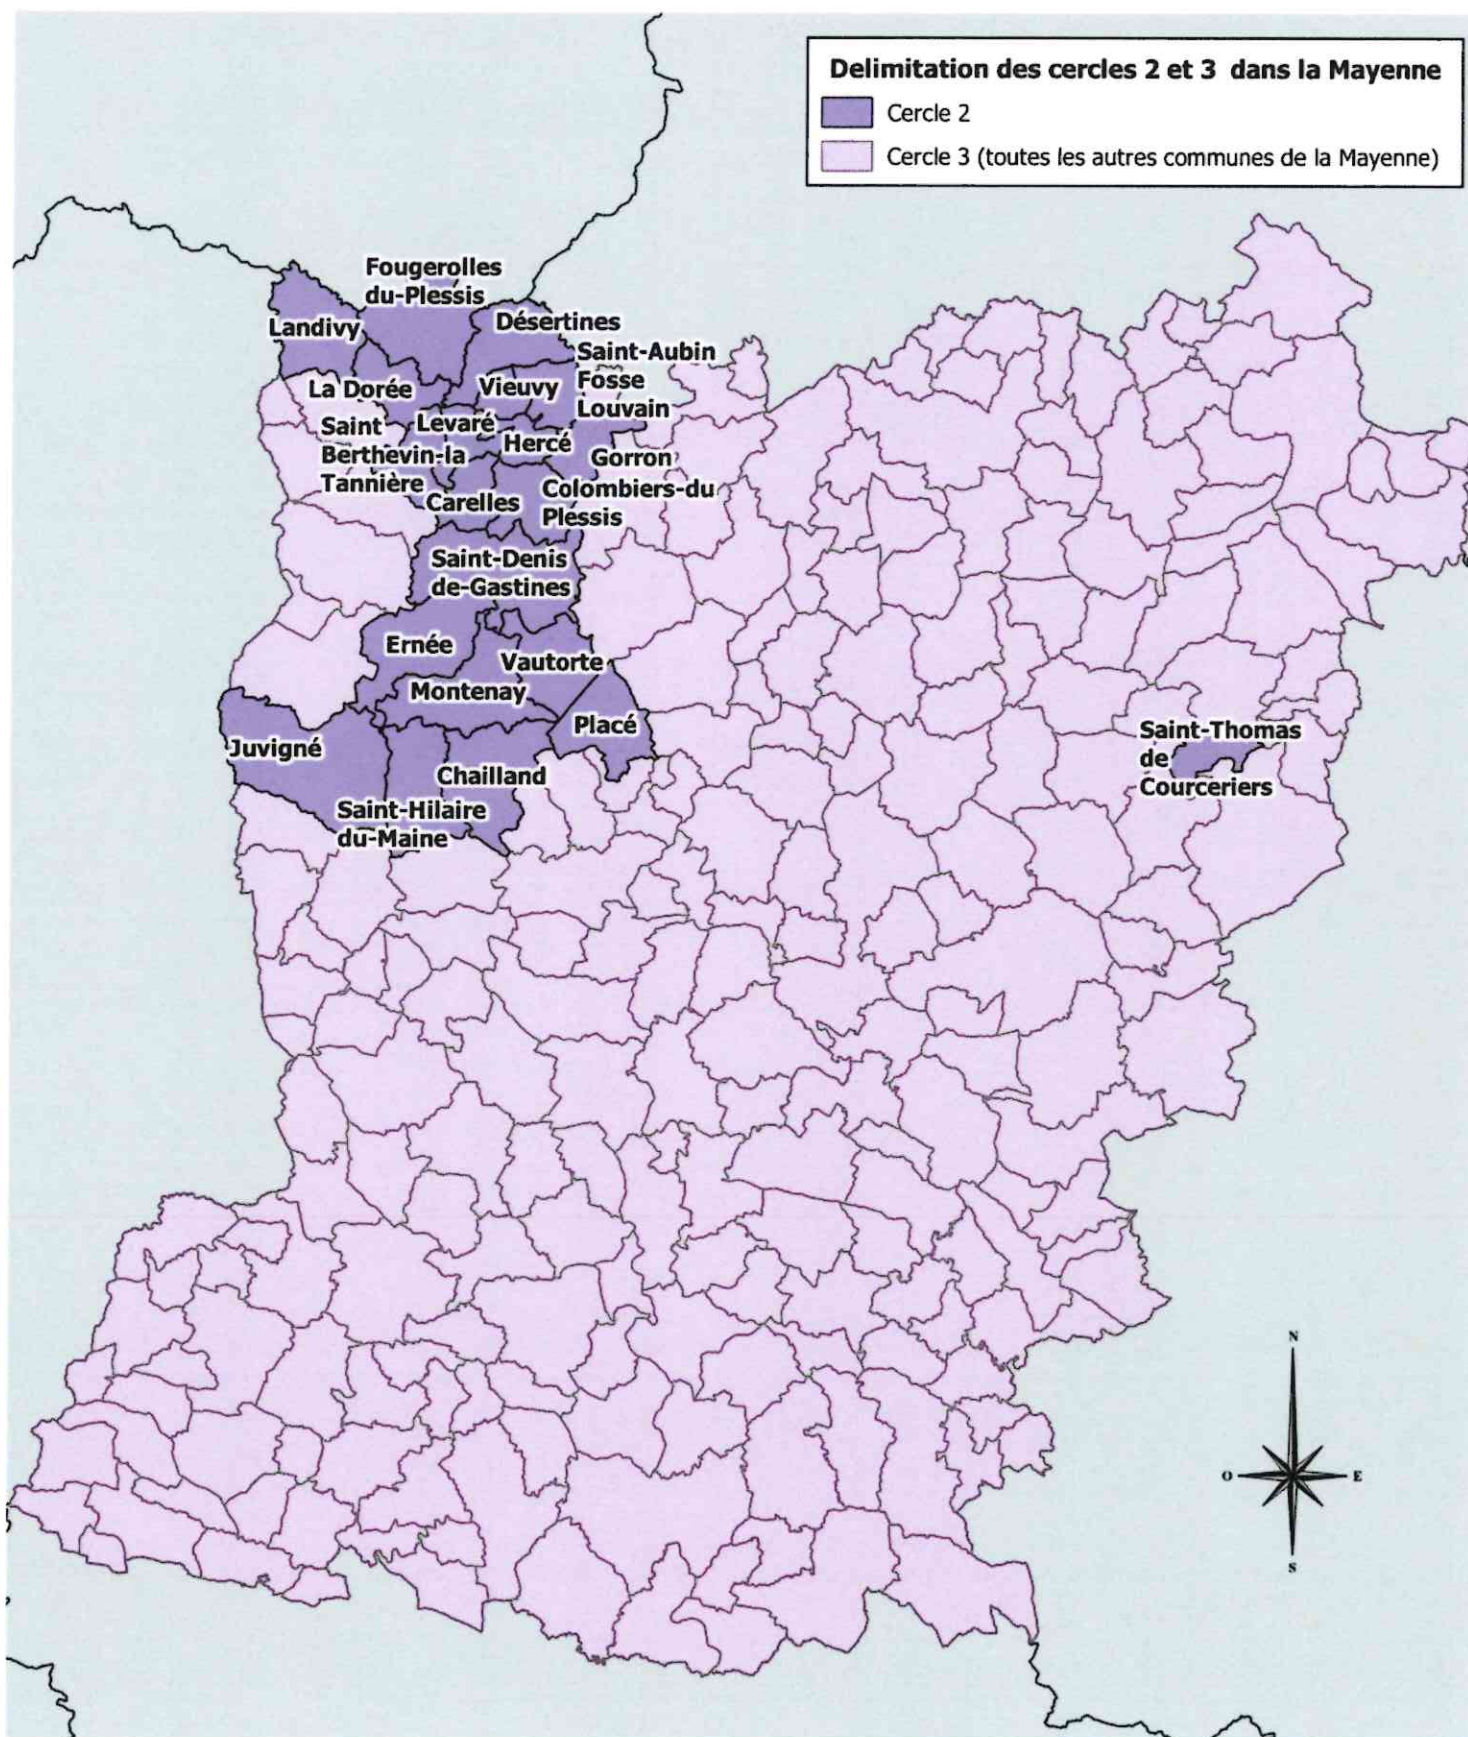 Delimitation des cercles 2 et 3 dans la Mayenne
Cercle 2
Cercle 3 (toutes les autres communes de la Mayenne)
Fougerolles
du-Plessis
Landivy
Désertines
Saint-Aubin
Fosse
Louvain
La Dorée
Vieuvy
Saint
Berthevin-la
Tannière
Levaré
Hercé
Gorron
Carelles
Colombiers-du
Plessis
Saint-Denis
de-Gastines
Ernée
Vautorte
Montenay
Placé
Juvigné
Chailland
Saint-Hilaire
du-Maine
Saint-Thomas
de
Courceriers
N
O
E
S